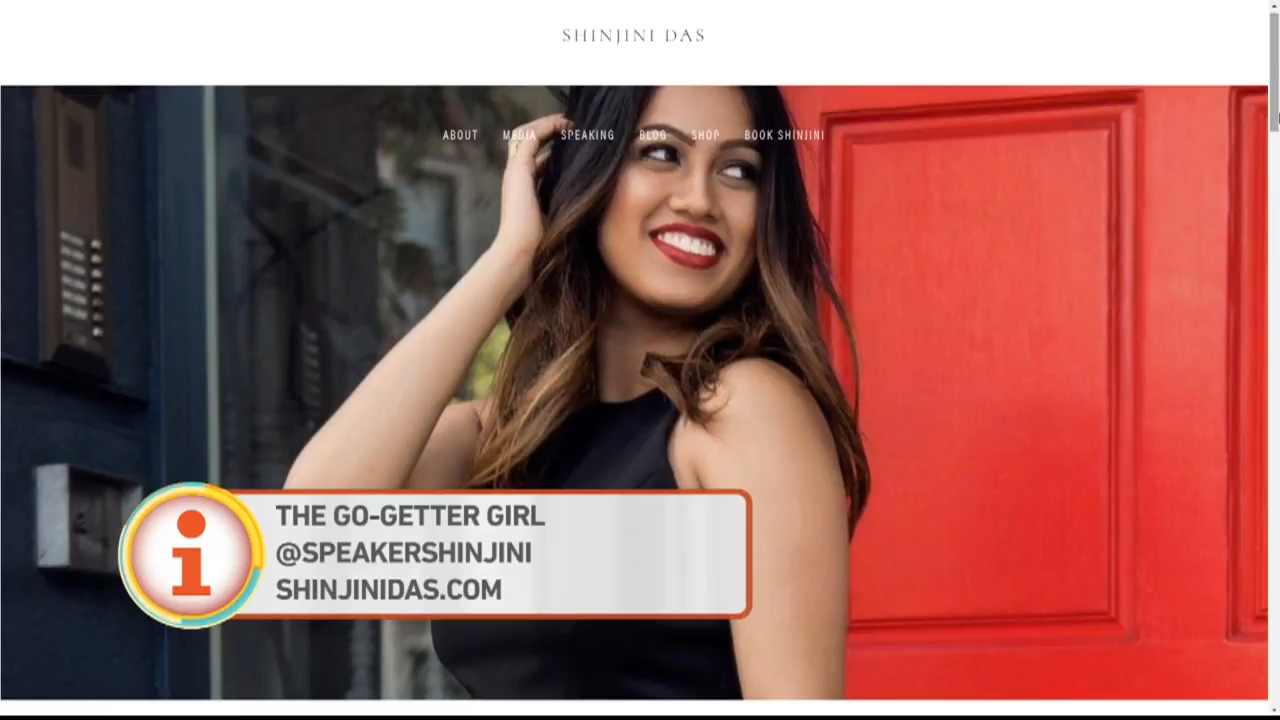 SHINJINI DAS
ABOUT MEDIA SPEAKING BLOG SHOP BOOK SHINJINI
THE GO-GETTER GIRL
@SPEAKERSHINJINI
SHINJINIDAS.COM